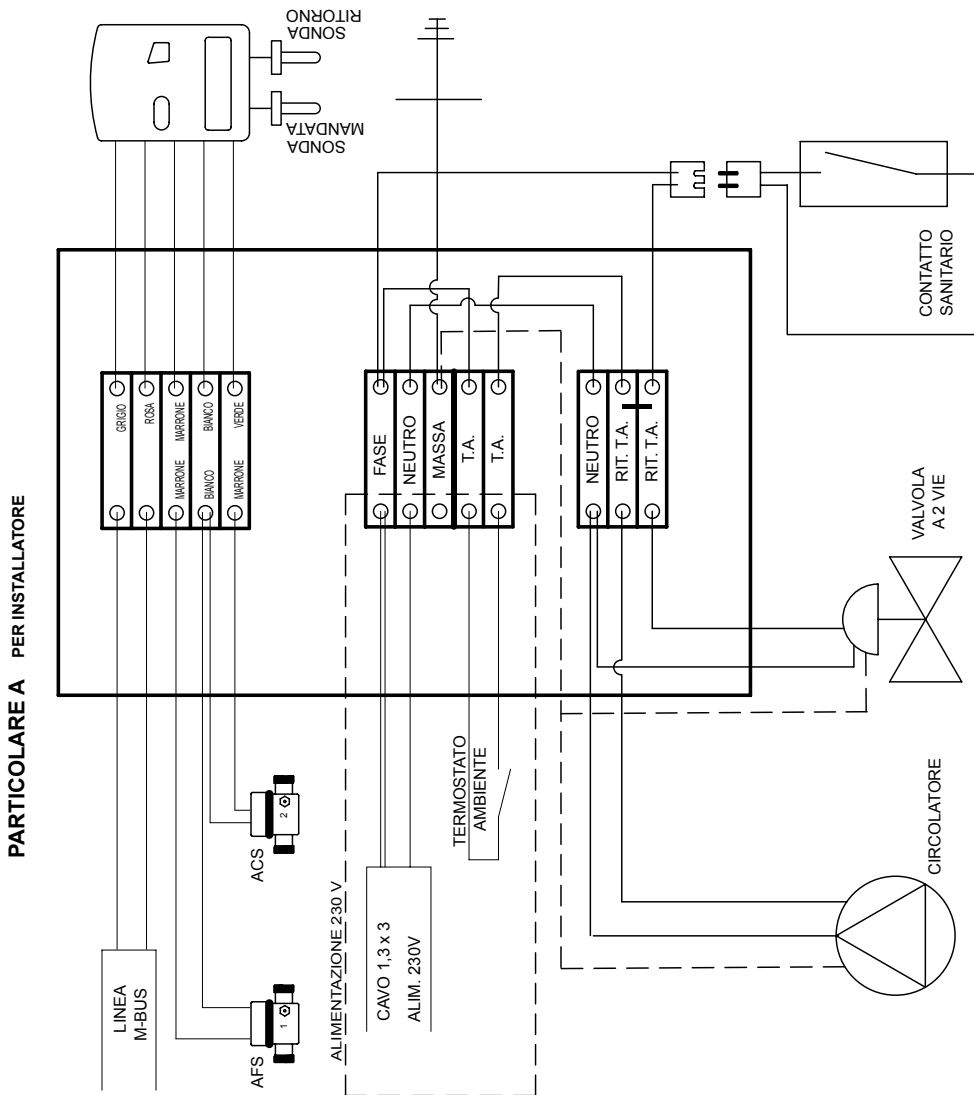 PARTICOLARE A PER INSTALLATORE
SONDA
RITORNO
SONDA
MANDATA
GRIGIO
ROSA
MARRONE
MARRONE
BIANCO
BIANCO
MARRONE
VERDE
LINEA
M-BUS
AFS
1
ACS
2
FASE
NEUTRO
MASSA
T.A.
T.A.
ALIMENTAZIONE 230 V
CAVO 1,3 x 3
ALIM. 230V
TERMOSTATO
AMBIENTE
NEUTRO
RIT. T.A.
RIT. T.A.
CONTATTO
SANITARIO
VALVOLA
A 2 VIE
CIRCOLATORE